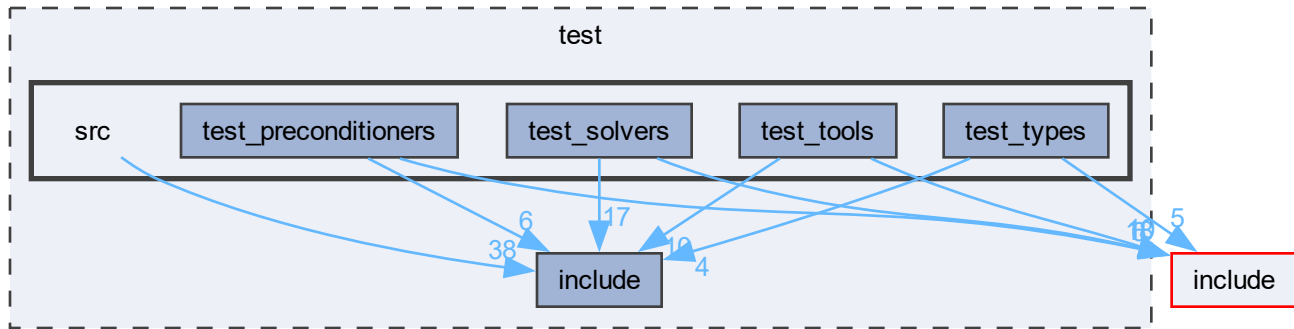 test
src
test_preconditioners
test_solvers
test_tools
test_types
6
17
5
38
10
4
include
include